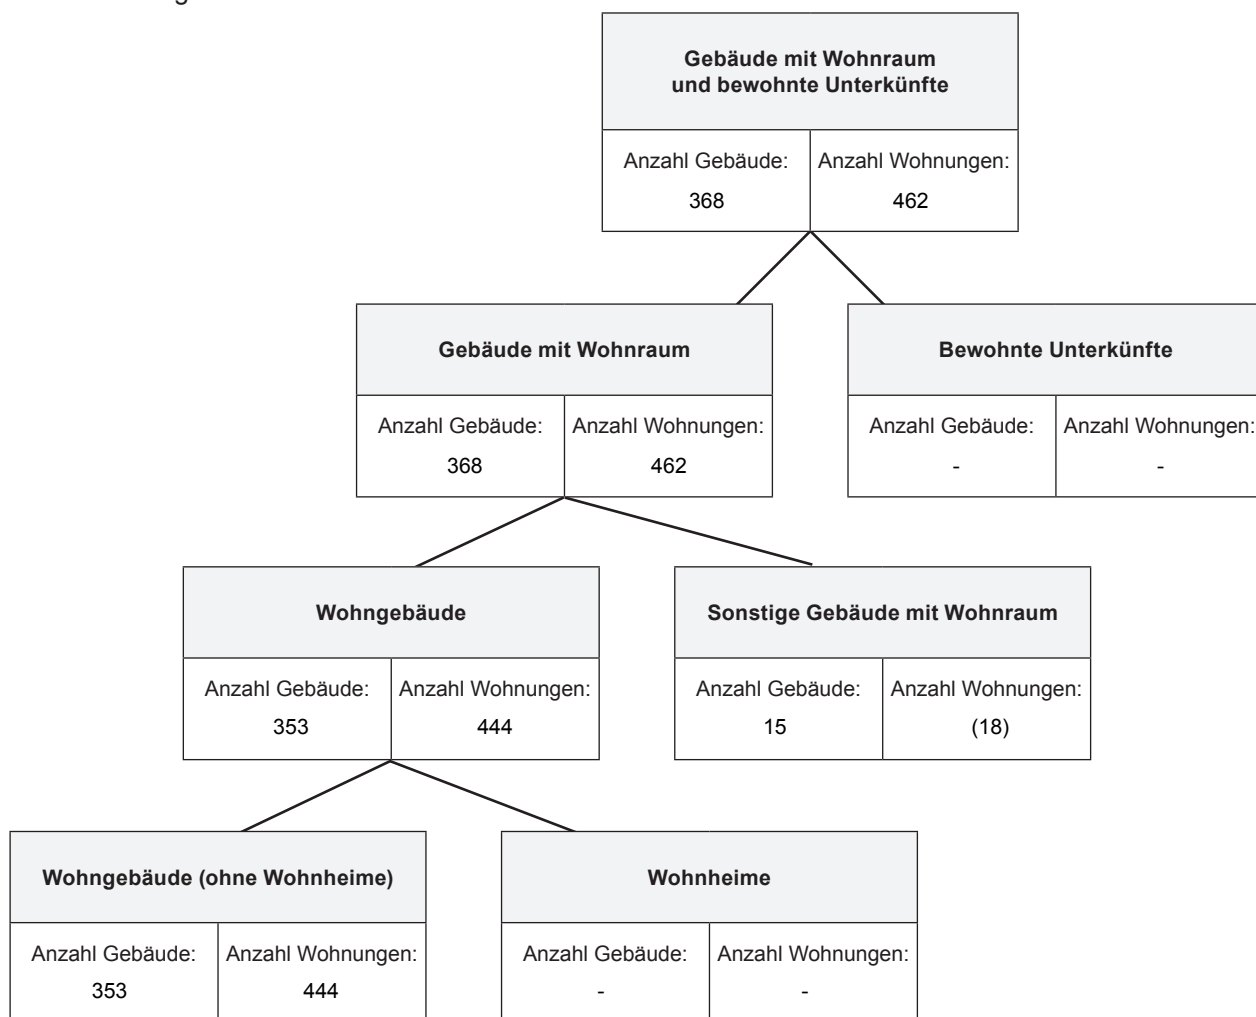 Gebäude mit Wohnraum
und bewohnte Unterkünfte
Anzahl Gebäude: Anzahl Wohnungen:
368 462
Gebäude mit Wohnraum Bewohnte Unterkünfte
Anzahl Gebäude: Anzahl Wohnungen: Anzahl Gebäude: Anzahl Wohnungen:
368 462 - -
Wohngebäude Sonstige Gebäude mit Wohnraum
Anzahl Gebäude: Anzahl Wohnungen: Anzahl Gebäude: Anzahl Wohnungen:
353 444 15 (18)
Wohngebäude (ohne Wohnheime) Wohnheime
Anzahl Gebäude: Anzahl Wohnungen: Anzahl Gebäude: Anzahl Wohnungen:
353 444 - -